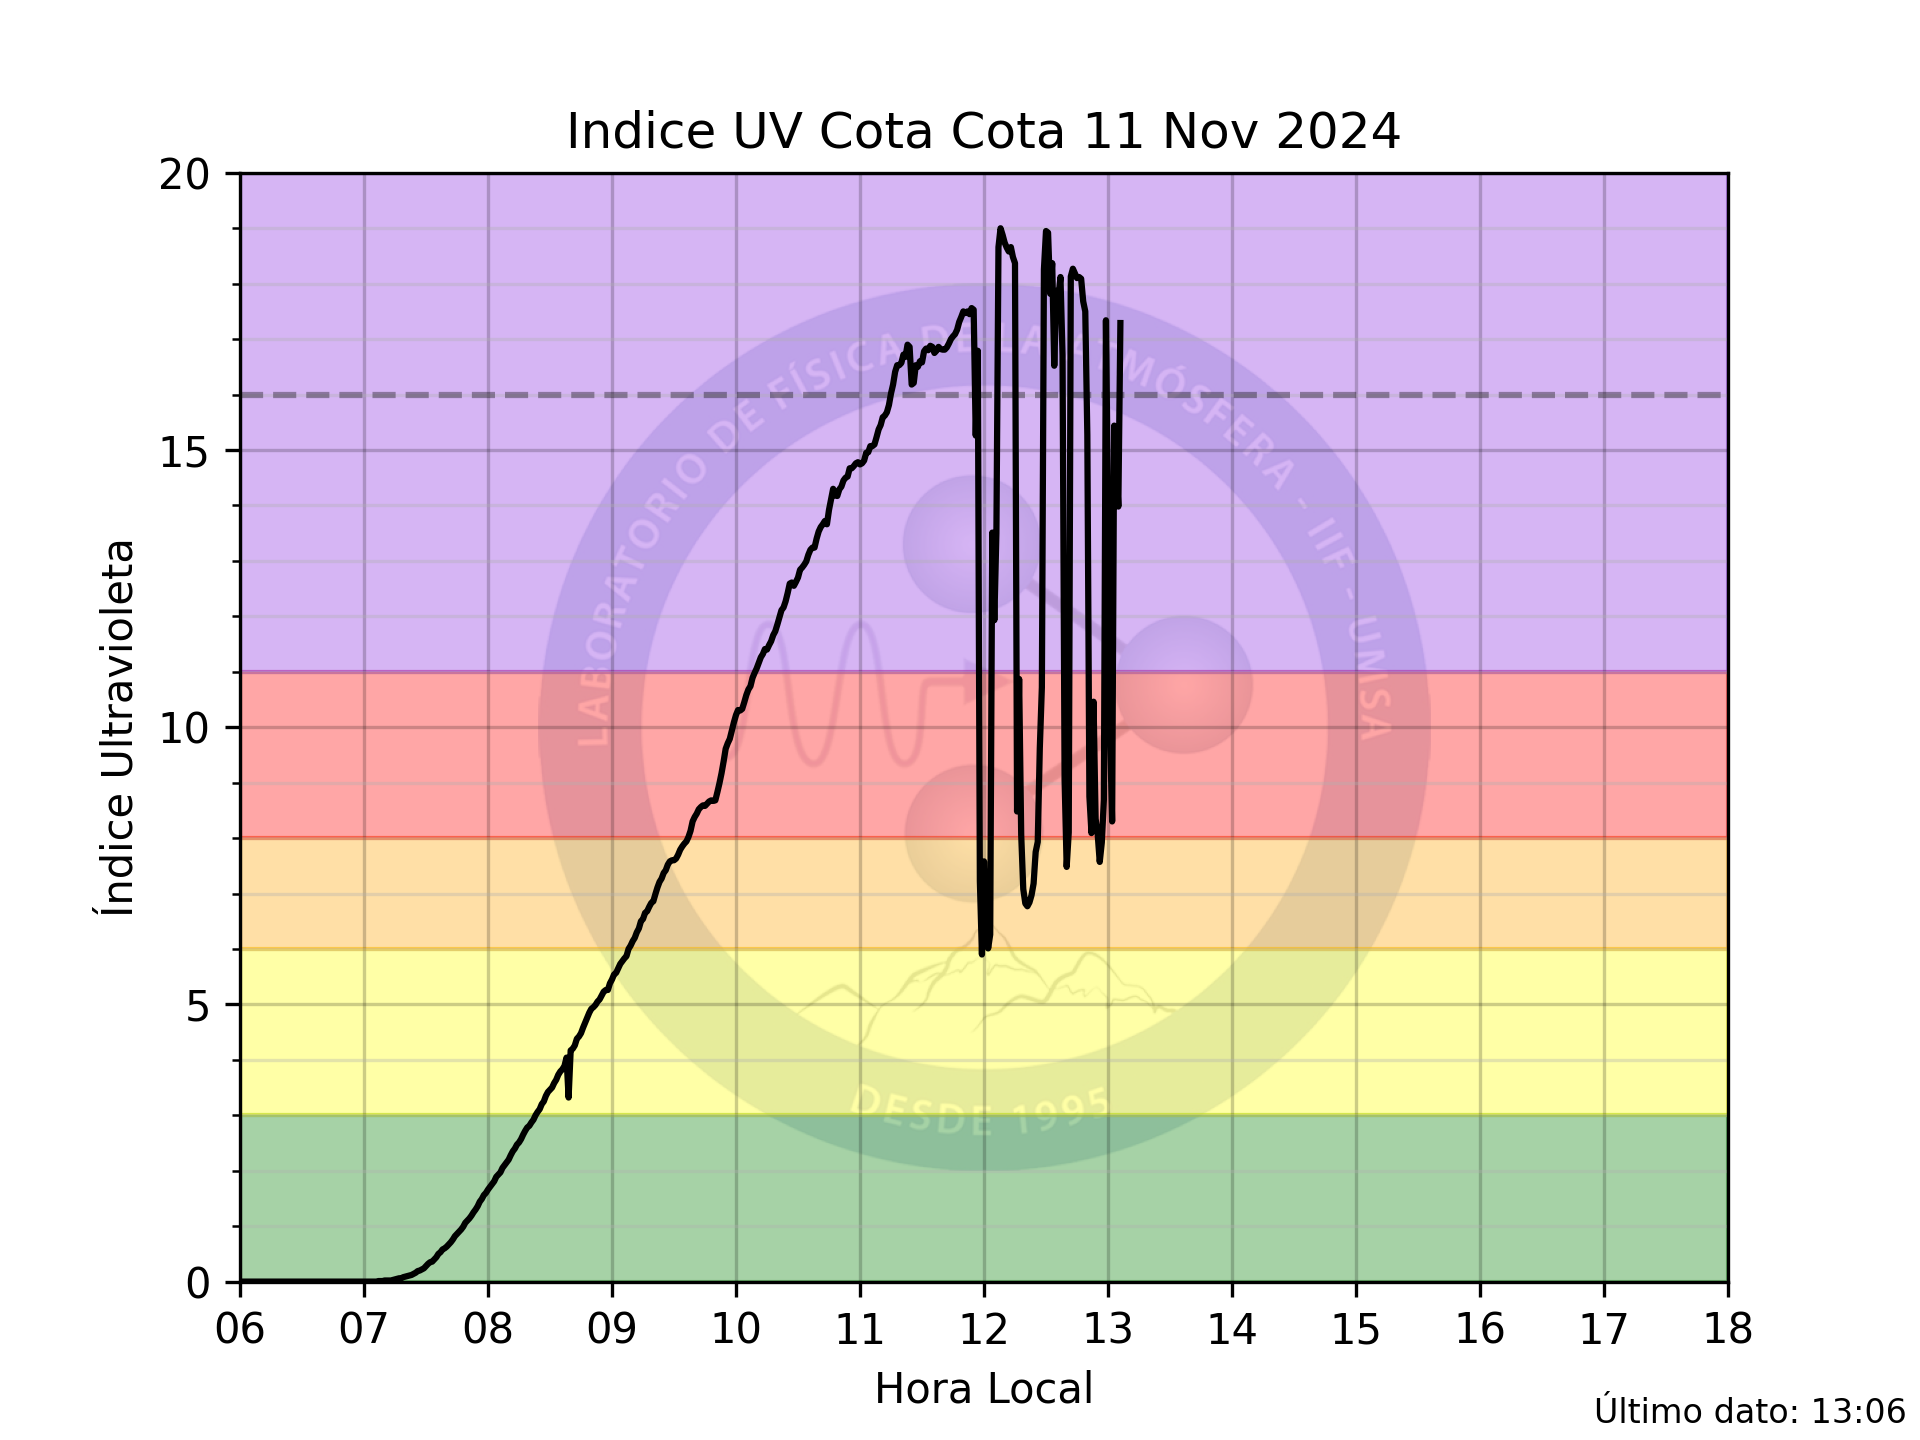 Indice UV Cota Cota 11 Nov 2024
20
15
10
5
0
Índice Ultravioleta
LABORATORIO DE FÍSICA DE LA ATMÓSFERA - IIF - UMSA
DESDE 1995
06 07 08 09 10 11 12 13 14 15 16 17 18
Hora Local
Último dato: 13:06